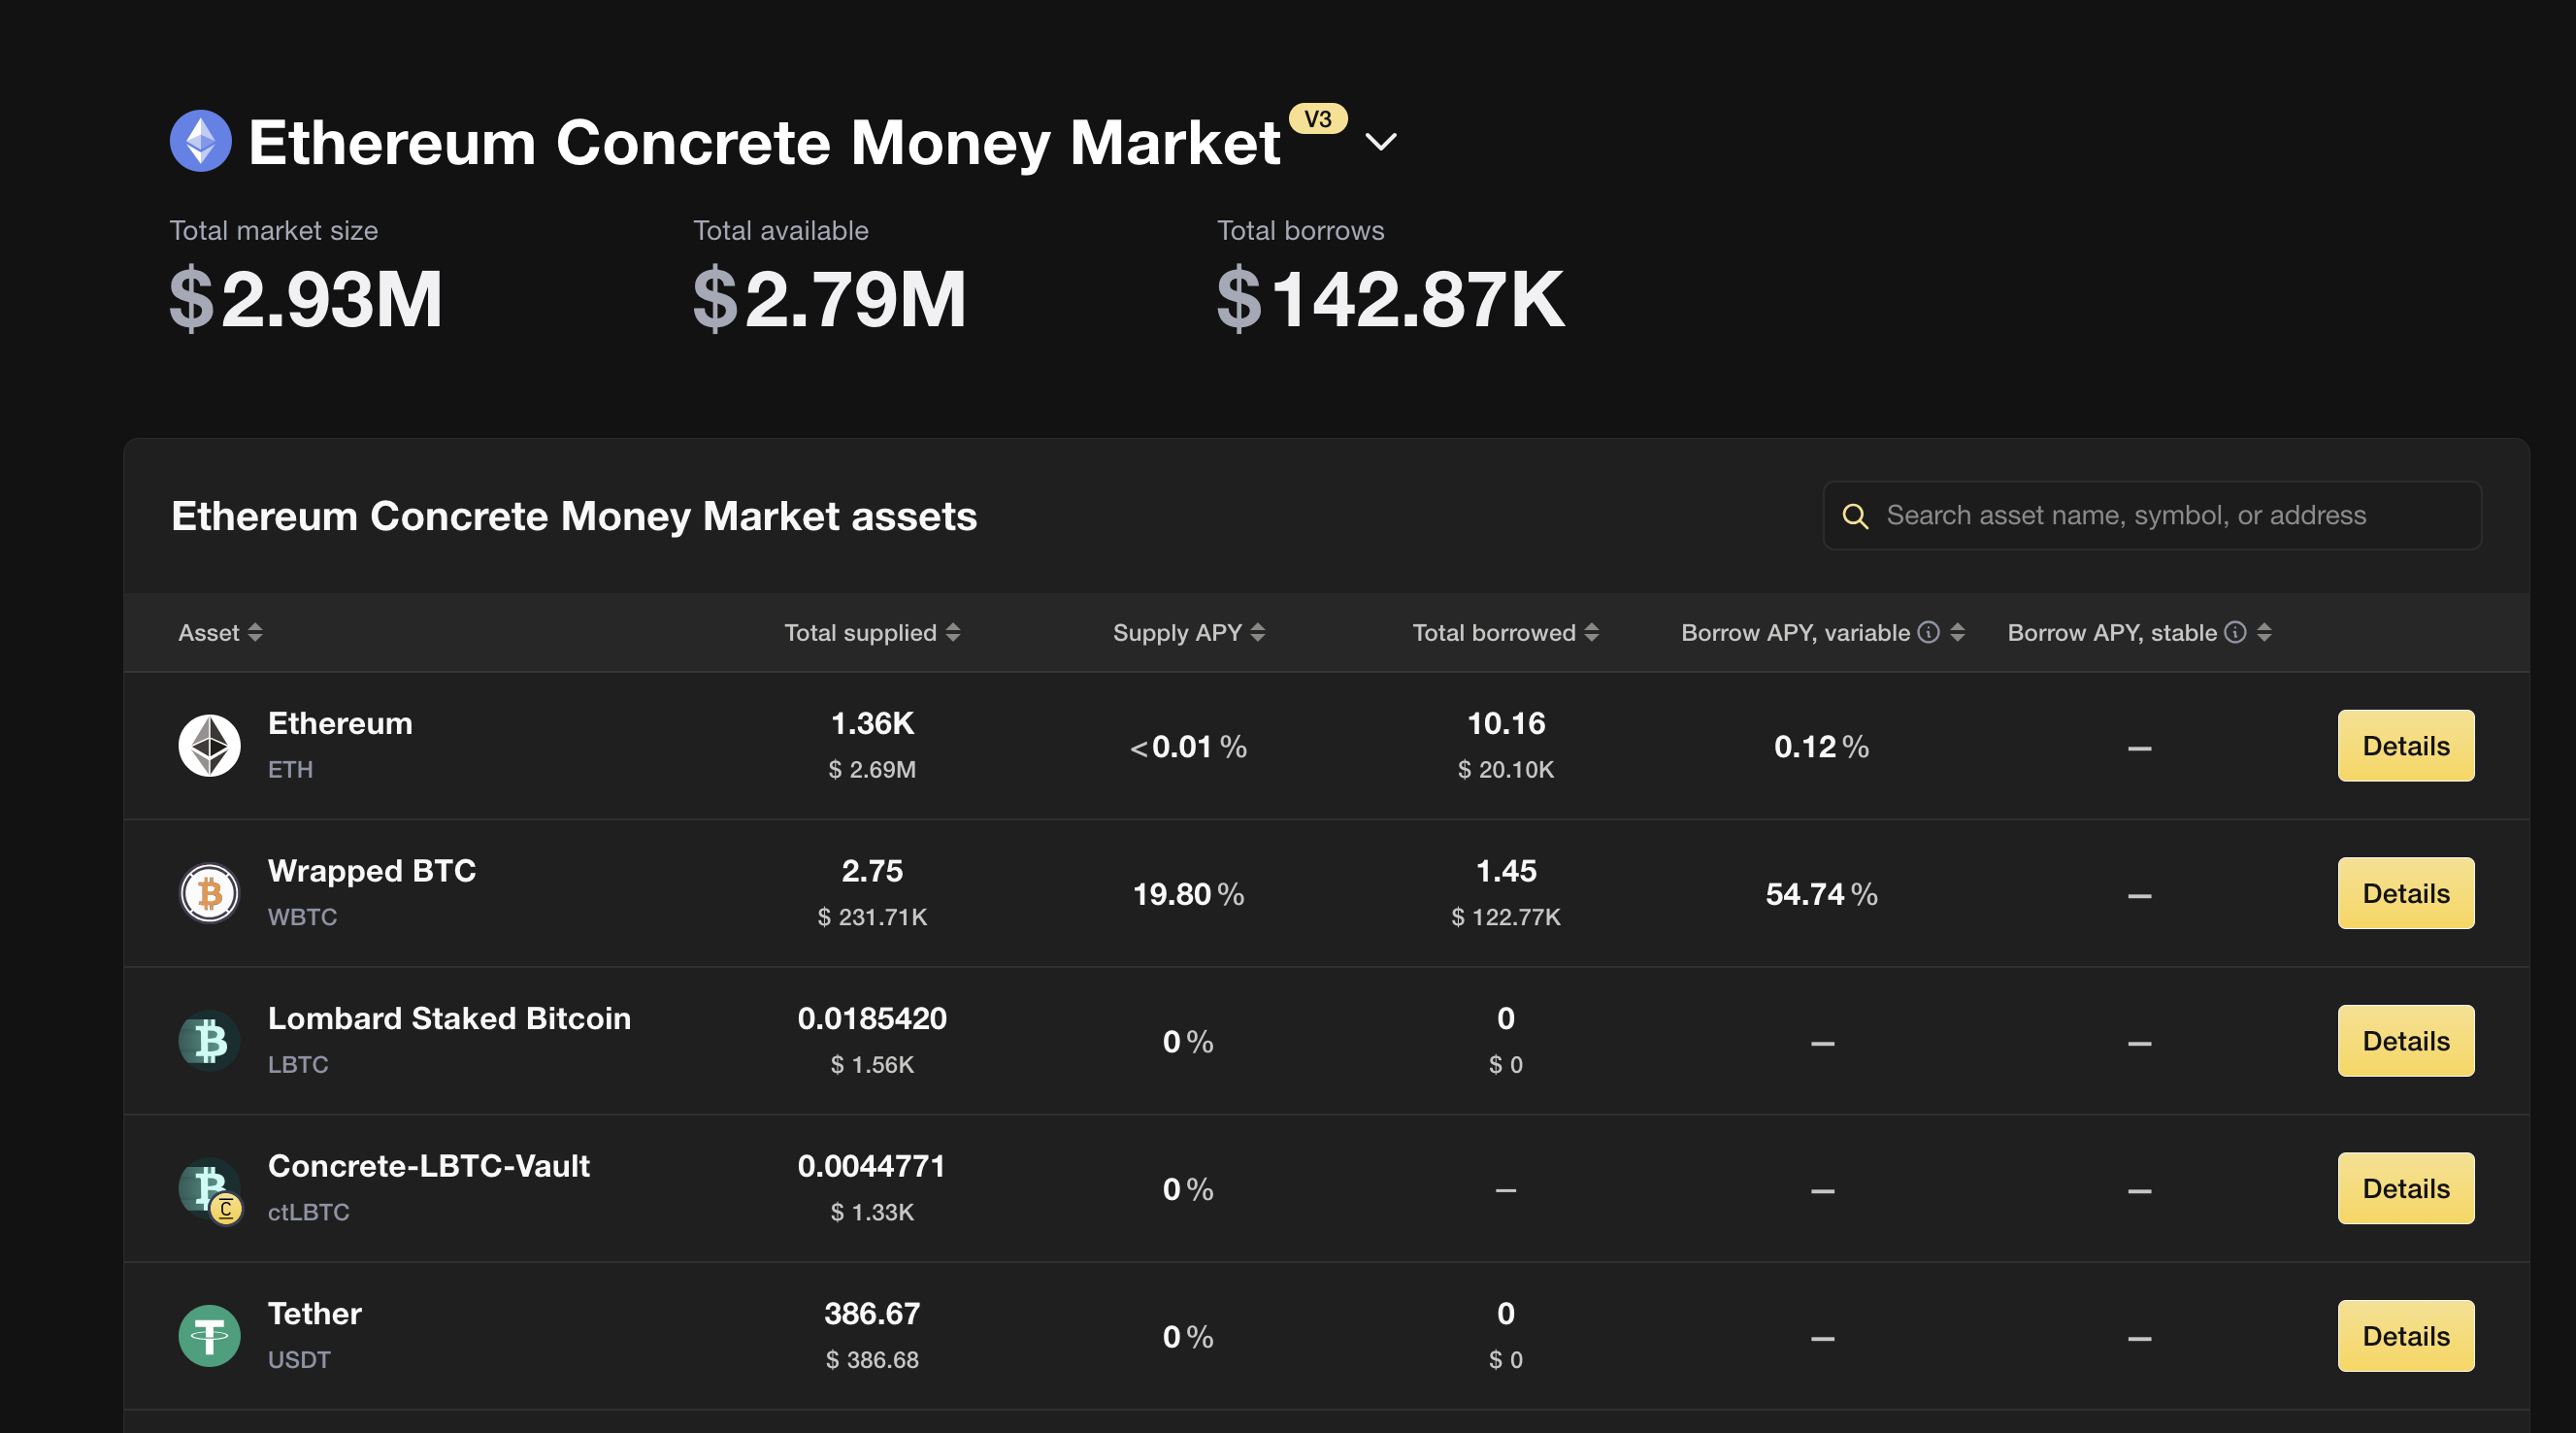 Ethereum Concrete Money Market V3
Total market size Total available Total borrows
$2.93M $2.79M $142.87K
Ethereum Concrete Money Market assets Search asset name, symbol, or address
Asset Total supplied Supply APY Total borrowed Borrow APY, variable Borrow APY, stable
Ethereum 1.36K <0.01 % 10.16 0.12 % — Details
ETH $ 2.69M $ 20.10K
Wrapped BTC 2.75 19.80 % 1.45 54.74 % — Details
WBTC $ 231.71K $ 122.77K
Lombard Staked Bitcoin 0.0185420 0 % 0 — — Details
LBTC $ 1.56K $ 0
Concrete-LBTC-Vault 0.0044771 0 % — — — Details
ctLBTC $ 1.33K
Tether 386.67 0 % 0 — — Details
USDT $ 386.68 $ 0